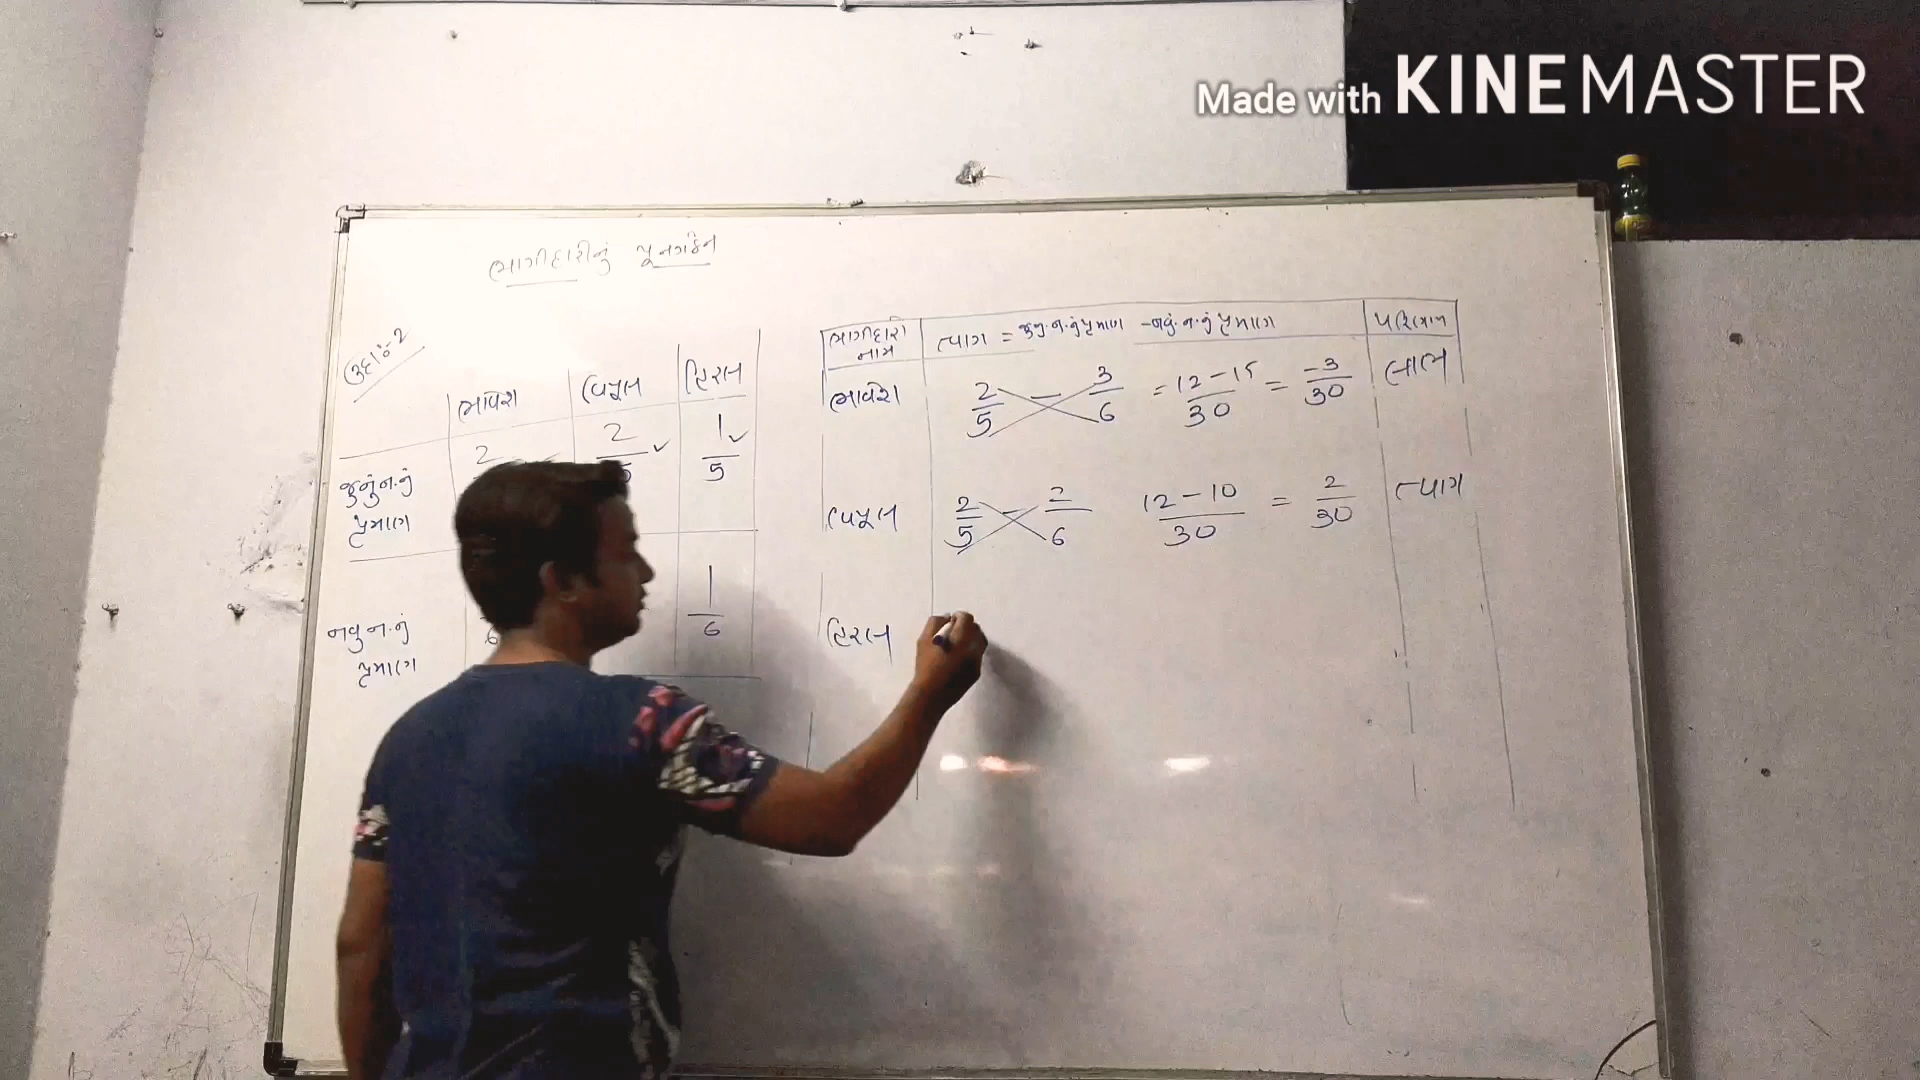 Made with KINEMASTER
ભાગીદારીનું પૂનગઠન
ઉદા ઃ-2
ભાવેશ વિપૂલ હિરલ
જુનું ન.નું 2 2/5 1/5
પ્રમાણ
નવુ ન.નું 6 1/6
પ્રમાણ
ભાગીદારો ત્યાગ = જુનુ.ન.નું પ્રમાણ - નવું.ન.નું પ્રમાણ પરિણામ
નામ
ભાવેશ 2/5 - 3/6 = 12 - 15/30 = -3/30 લાભ
વિપૂલ 2/5 - 2/6 12 - 10/30 = 2/30 ત્યાગ
હિરલ